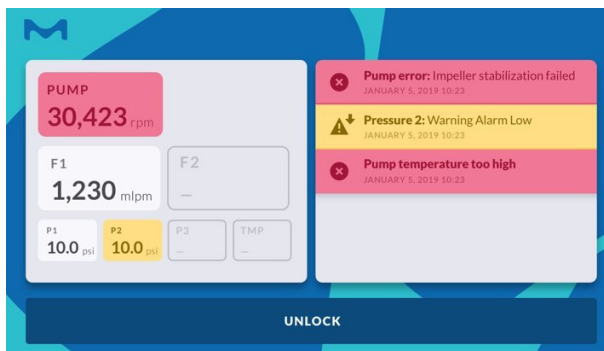 PUMP
30,423 rpm
F1
1,230 mlpm
F2
–
P1
10.0 psi
P2
10.0 psi
P3
–
TMP
–
Pump error: Impeller stabilization failed
JANUARY 5, 2019 10:23
Pressure 2: Warning Alarm Low
JANUARY 5, 2019 10:23
Pump temperature too high
JANUARY 5, 2019 10:23
UNLOCK